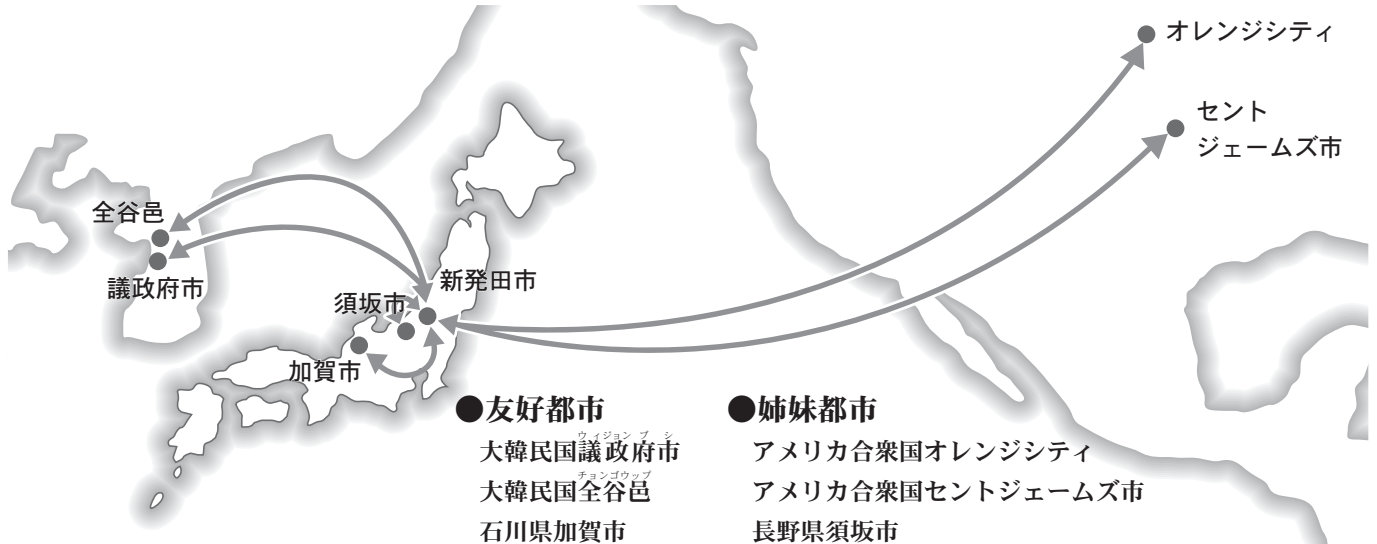 オレンジシティ
セント
ジェームズ市
全谷邑
議政府市
新発田市
須坂市
加賀市
●友好都市
大韓民国議政府市
ウィジョンブシ
大韓民国全谷邑
チョンゴウップ
石川県加賀市
●姉妹都市
アメリカ合衆国オレンジシティ
アメリカ合衆国セントジェームズ市
長野県須坂市